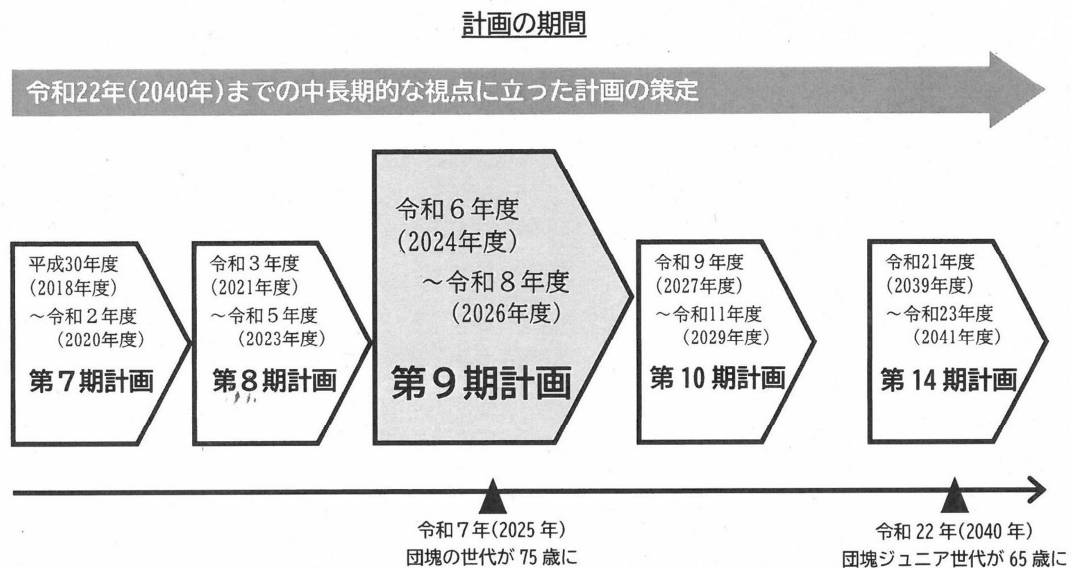 計画の期間
令和22年(2040年)までの中長期的な視点に立った計画の策定
平成30年度
(2018年度)
～令和２年度
(2020年度)
第７期計画
令和３年度
(2021年度)
～令和５年度
(2023年度)
第８期計画
令和６年度
(2024年度)
～令和８年度
(2026年度)
第９期計画
令和９年度
(2027年度)
～令和11年度
(2029年度)
第10期計画
令和21年度
(2039年度)
～令和23年度
(2041年度)
第14期計画
令和７年(2025年)
団塊の世代が75歳に
令和22年(2040年)
団塊ジュニア世代が65歳に